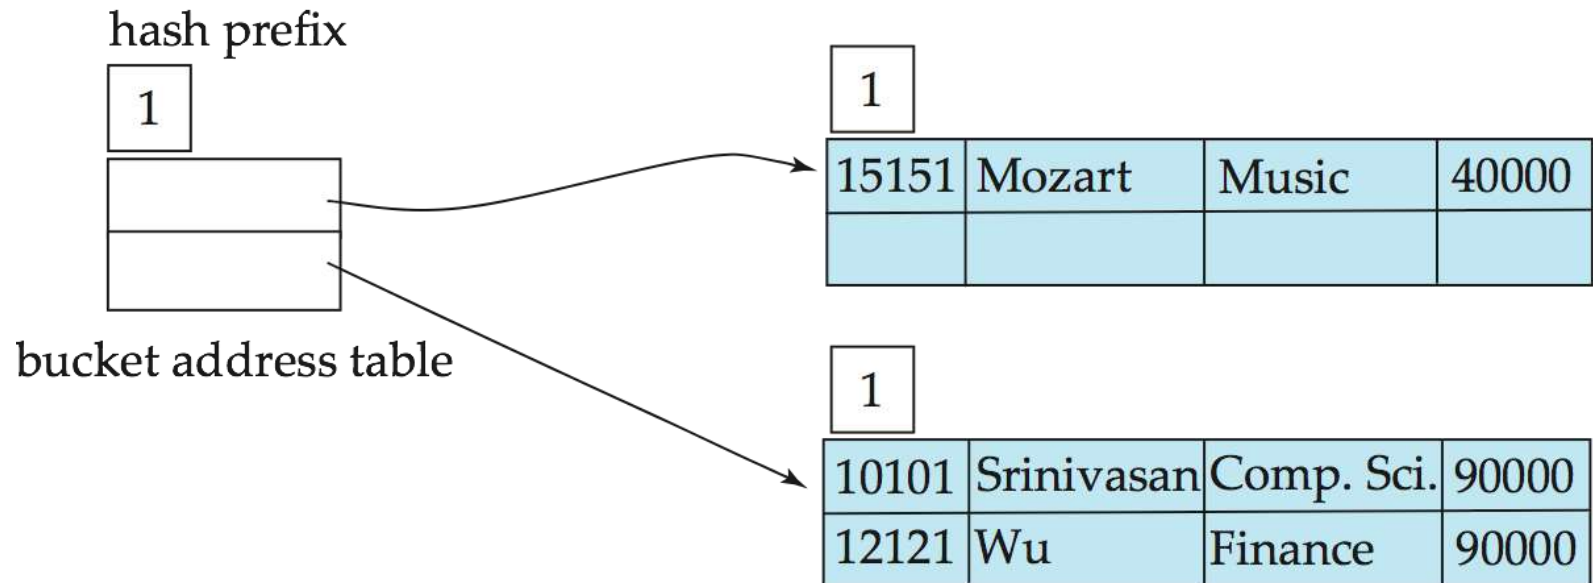 hash prefix
1
bucket address table
1
15151 Mozart Music 40000
1
10101 Srinivasan Comp. Sci. 90000
12121 Wu Finance 90000